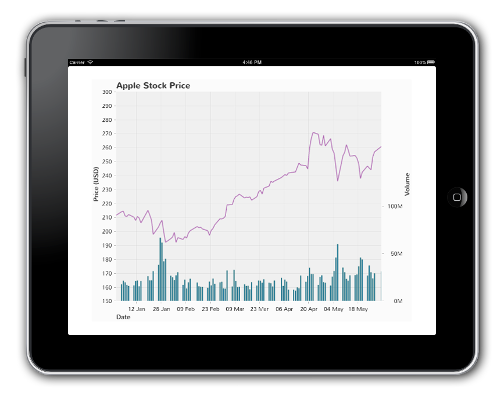 Carrier 4:46 PM 100%
Apple Stock Price
300
290
280
270
260
250
240
230
220
210
200
190
180
170
160
150
Price (USD)
Volume
100M
50M
0M
12 Jan 26 Jan 09 Feb 23 Feb 09 Mar 23 Mar 06 Apr 20 Apr 04 May 18 May
Date